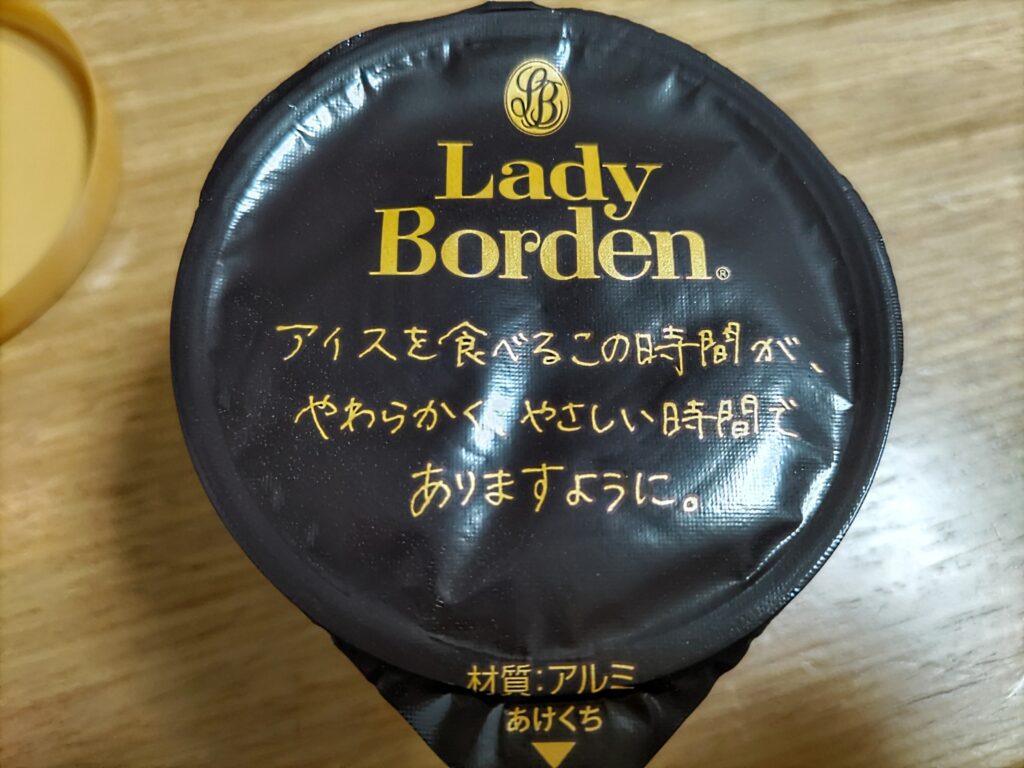 LB
Lady
Borden®
アイスを食べるこの時間が、
やわらかく、やさしい時間で
ありますように。
材質:アルミ
あけくち